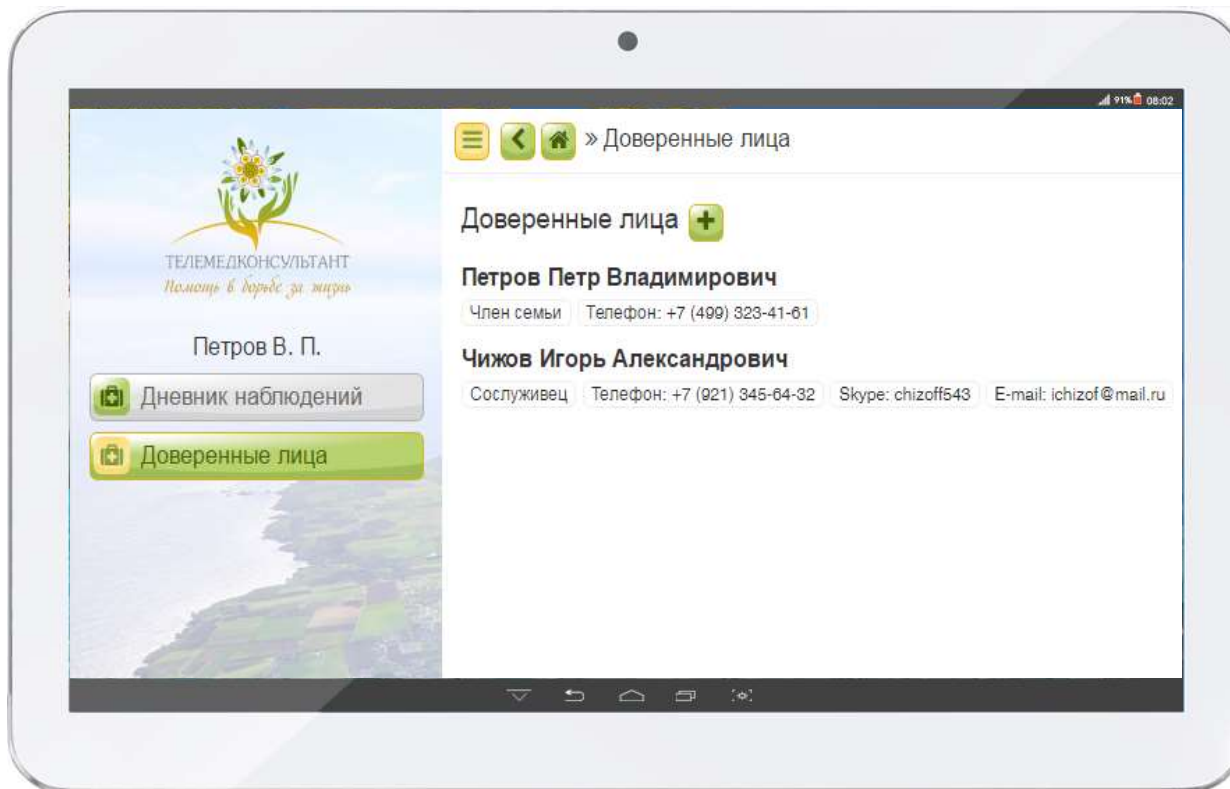 91% 08:02
» Доверенные лица
ТЕЛЕМЕДКОНСУЛЬТАНТ
Помощь в борьбе за жизнь
Петров В. П.
Дневник наблюдений
Доверенные лица
Доверенные лица
Петров Петр Владимирович
Член семьи Телефон: +7 (499) 323-41-61
Чижов Игорь Александрович
Сослуживец Телефон: +7 (921) 345-64-32 Skype: chizoff543 E-mail: ichizof@mail.ru